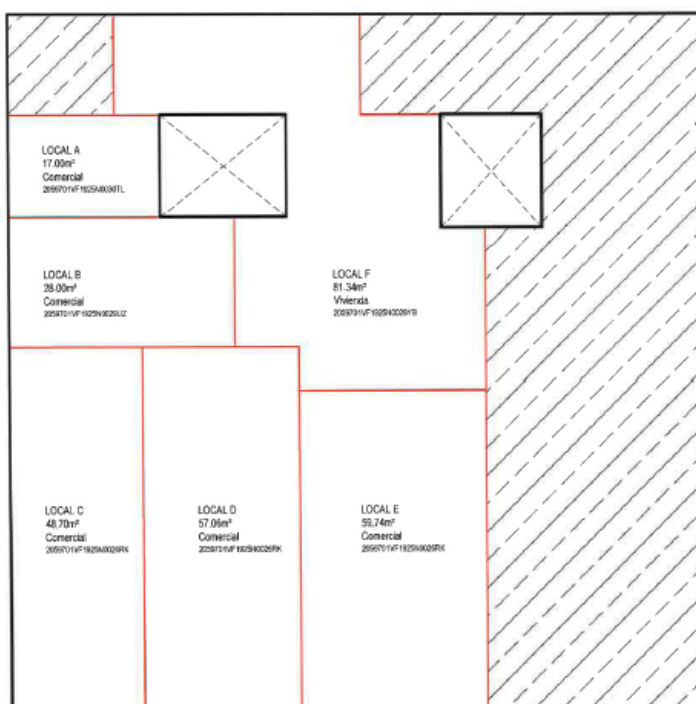 LOCAL A
17.00m²
Comercial
LOCAL B
28.00m²
Comercial
LOCAL F
81.34m²
Vivienda
LOCAL C
48,70m²
Comercial
LOCAL D
57.06m²
Comercial
LOCAL E
59,74m²
Comercial